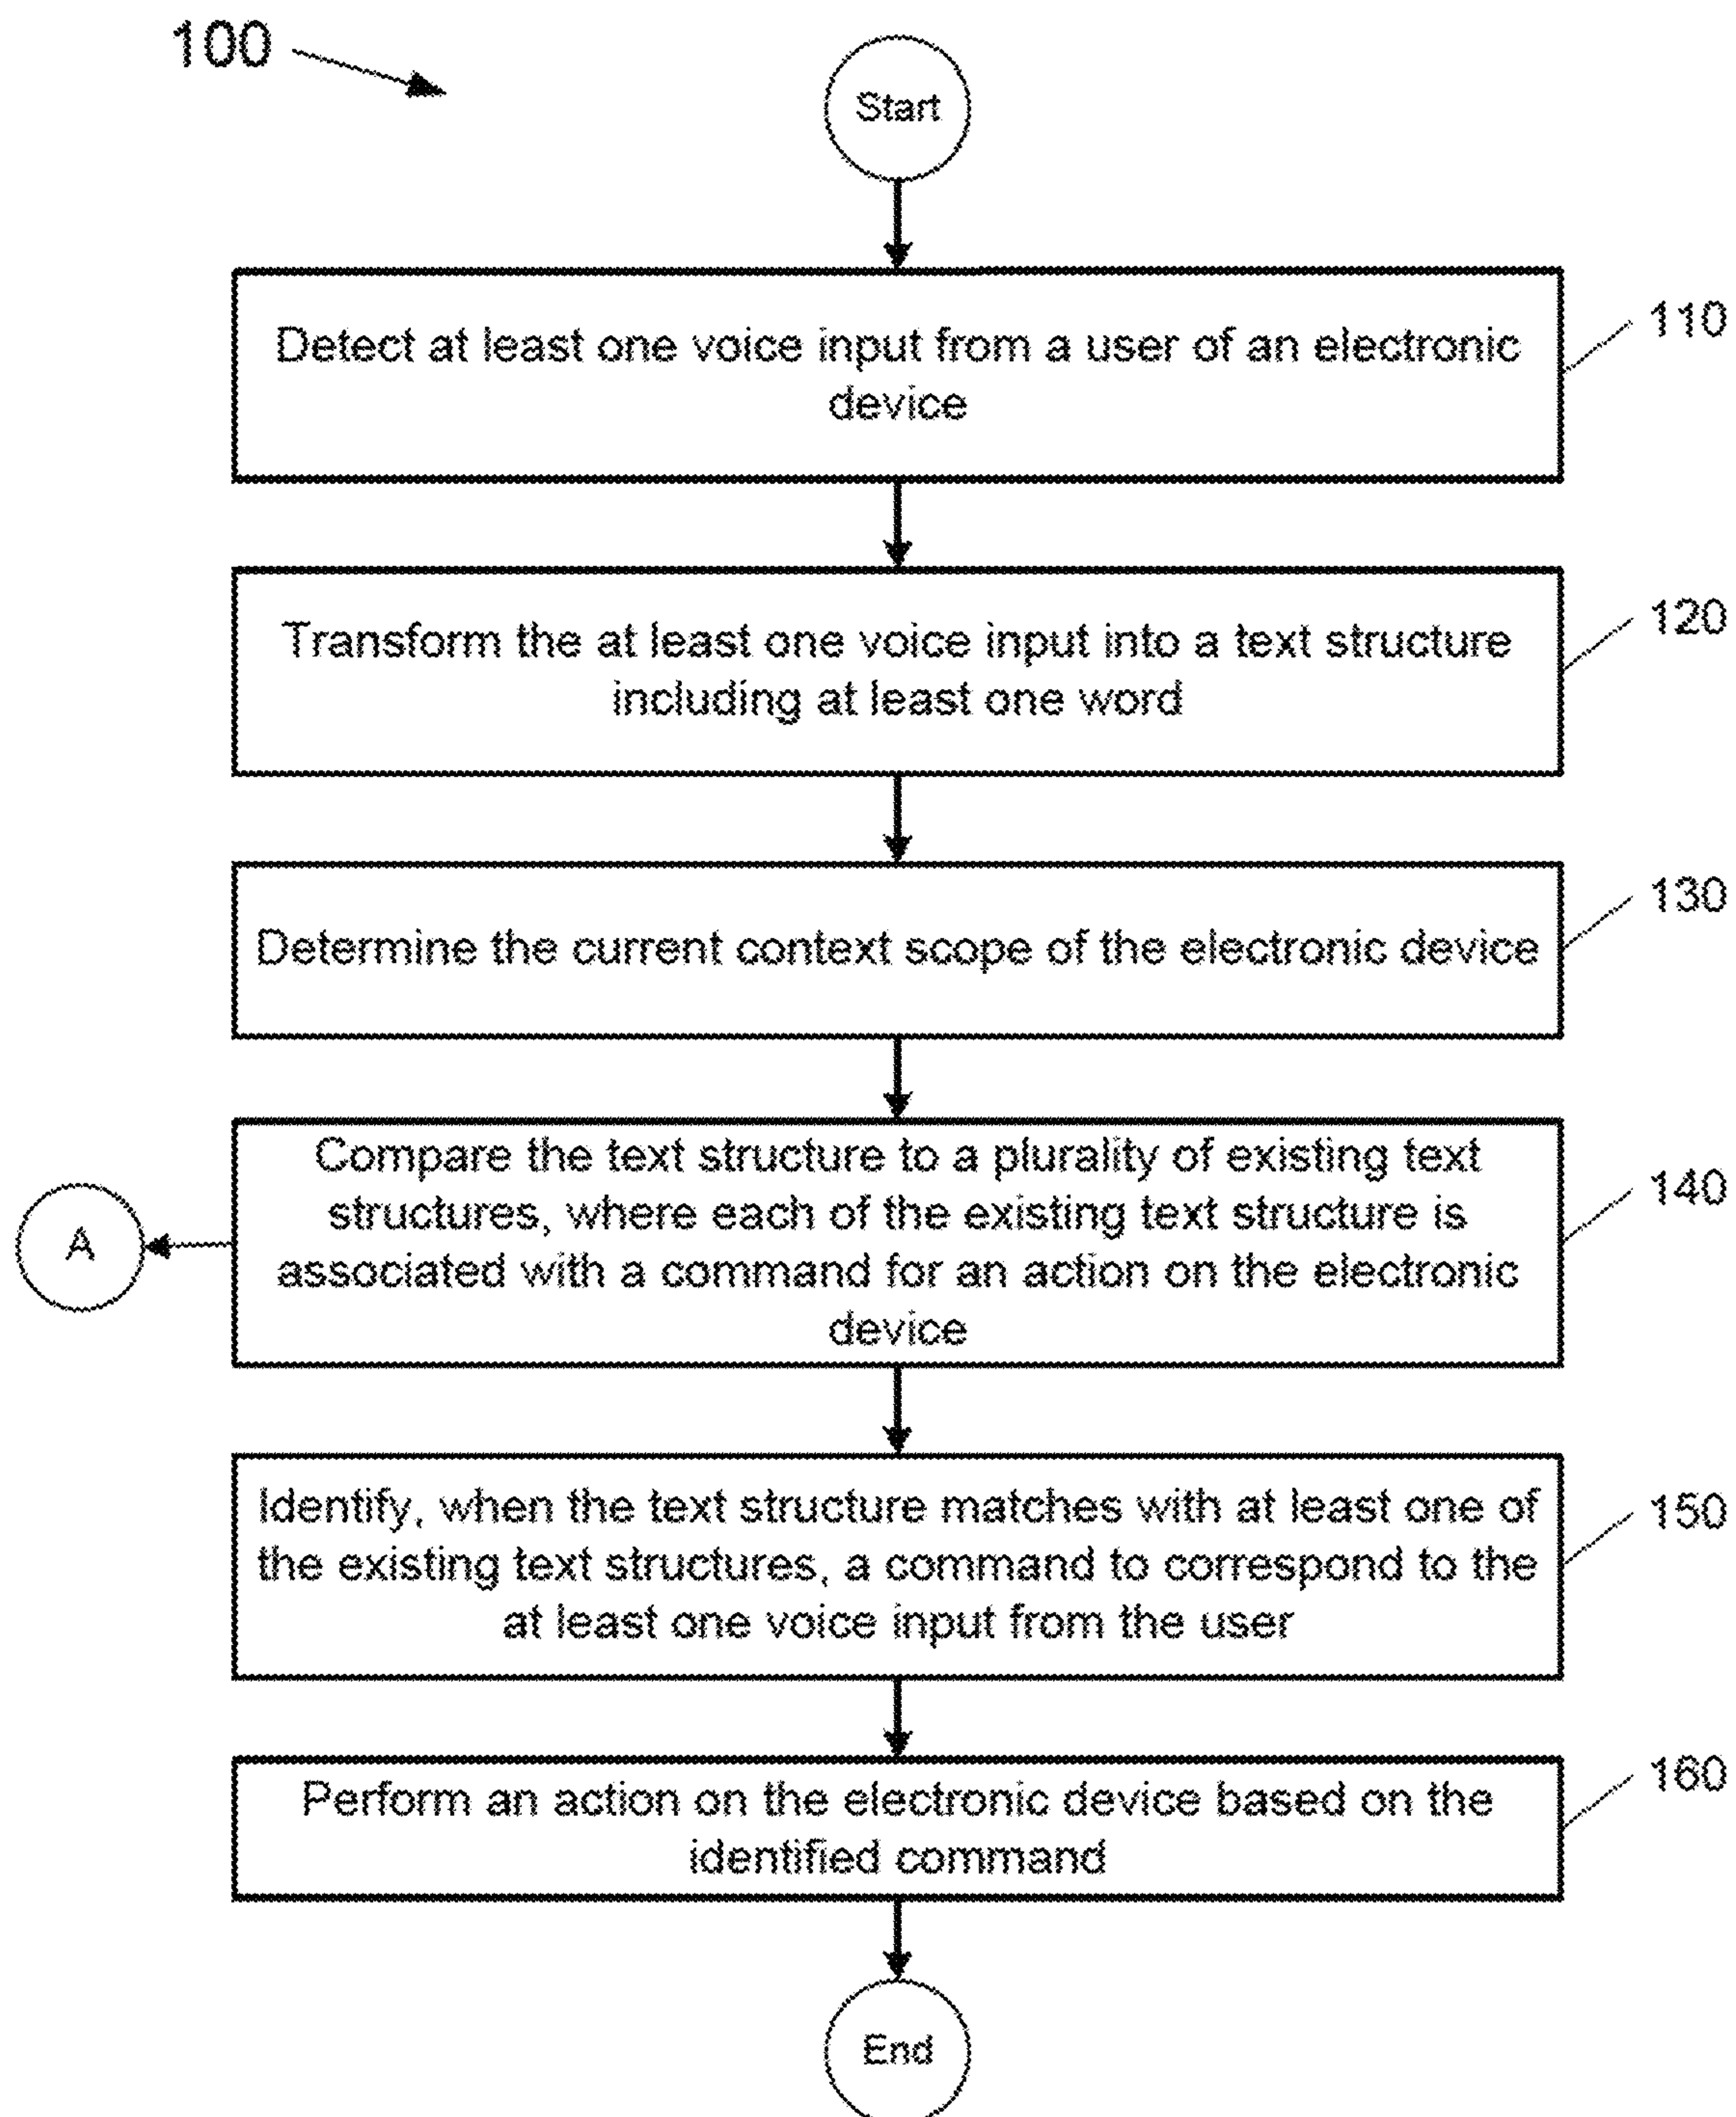 100
Start
Detect at least one voice input from a user of an electronic
device
110
Transform the at least one voice input into a text structure
including at least one word
120
Determine the current context scope of the electronic device
130
Compare the text structure to a plurality of existing text
structures, where each of the existing text structure is
associated with a command for an action on the electronic
device
140
A
Identify, when the text structure matches with at least one of
the existing text structures, a command to correspond to the
at least one voice input from the user
150
Perform an action on the electronic device based on the
identified command
160
End